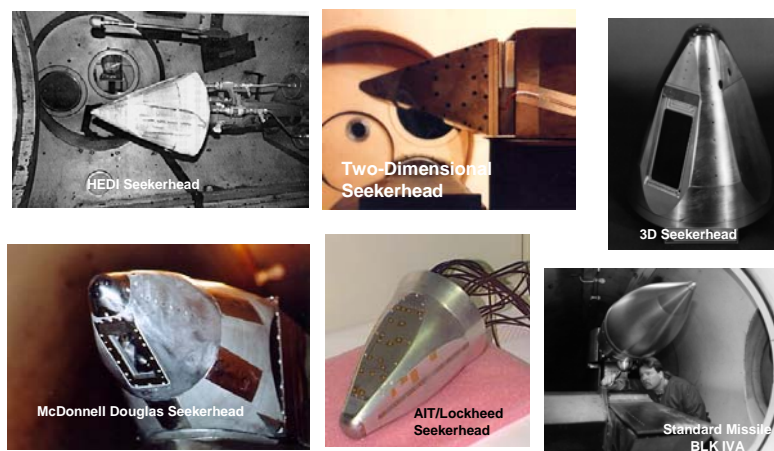 HEDI Seekerhead
Two-Dimensional
Seekerhead
3D Seekerhead
McDonnell Douglas Seekerhead
AIT/Lockheed
Seekerhead
Standard Missile
BLK IVA